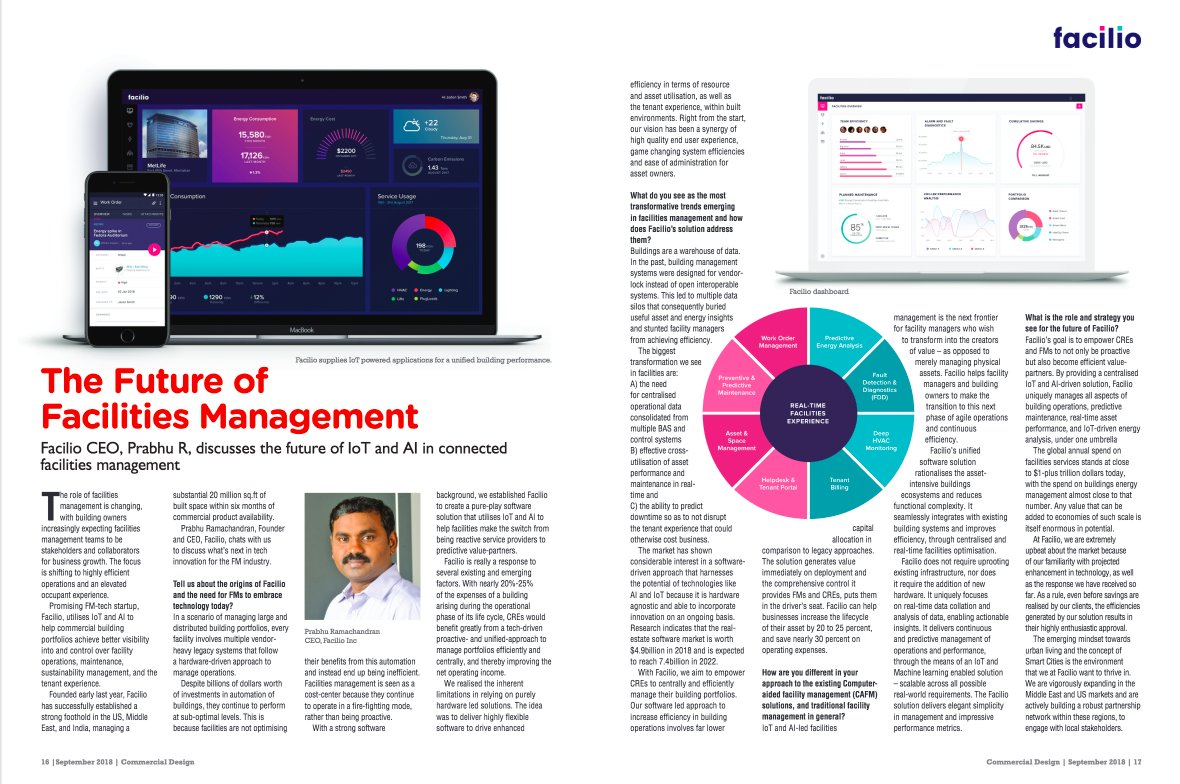 facilio
facilio
Hi Jaden Smith
MetLife
Energy Consumption
15,580
THIS MONTH
17,126
LAST MONTH
Energy Cost
$2200
+22
Cloudy
Thursday, Aug 31
Carbon Emissions
143
Service Usage
198
HVAC
Energy
Lighting
Lifts
PlugLoads
Consumption
1290
12%
Work Order
OVERVIEW
Energy spike in
Fedora Auditorium
MacBook
Facilio supplies IoT powered applications for a unified building performance.
The Future of
Facilities Management
Facilio CEO, Prabhu R, discusses the future of IoT and AI in connected
facilities management
The role of facilities
management is changing,
with building owners
increasingly expecting facilities
management teams to be
stakeholders and collaborators
for business growth. The focus
is shifting to highly efficient
operations and an elevated
occupant experience.
Promising FM-tech startup,
Facilio, utilises IoT and AI to
help commercial building
portfolios achieve better visibility
into and control over facility
operations, maintenance,
sustainability management, and the
tenant experience.
Founded early last year, Facilio
has successfully established a
strong foothold in the US, Middle
East, and India, managing a
substantial 20 million sq.ft of
built space within six months of
commercial product availability.
Prabhu Ramachandran, Founder
and CEO, Facilio, chats with us
to discuss what's next in tech
innovation for the FM industry.
Tell us about the origins of Facilio
and the need for FMs to embrace
technology today?
In a scenario of managing large and
distributed building portfolios, every
facility involves multiple vendor-
heavy legacy systems that follow
a hardware-driven approach to
manage operations.
Despite billions of dollars worth
of investments in automation of
buildings, they continue to perform
at sub-optimal levels. This is
because facilities are not optimising
Prabhu Ramachandran
CEO, Facilio Inc
their benefits from this automation
and instead end up being inefficient.
Facilities management is seen as a
cost-center because they continue
to operate in a fire-fighting mode,
rather than being proactive.
With a strong software
background, we established Facilio
to create a pure-play software
solution that utilises IoT and AI to
help facilities make the switch from
being reactive service providers to
predictive value-partners.
Facilio is really a response to
several existing and emerging
factors. With nearly 20%-25%
of the expenses of a building
arising during the operational
phase of its life cycle, CREs would
benefit greatly from a tech-driven
proactive- and unified-approach to
manage portfolios efficiently and
centrally, and thereby improving the
net operating income.
We realised the inherent
limitations in relying on purely
hardware led solutions. The idea
was to deliver highly flexible
software to drive enhanced
16 |September 2018 | Commercial Design
efficiency in terms of resource
and asset utilisation, as well as
the tenant experience, within built
environments. Right from the start,
our vision has been a synergy of
high quality end user experience,
game changing system efficiencies
and ease of administration for
asset owners.
What do you see as the most
transformative trends emerging
in facilities management and how
does Facilio's solution address
them?
Buildings are a warehouse of data.
In the past, building management
systems were designed for vendor-
lock instead of open interoperable
systems. This led to multiple data
silos that consequently buried
useful asset and energy insights
and stunted facility managers
from achieving efficiency.
The biggest
transformation we see
in facilities are:
A) the need
for centralised
operational data
consolidated from
multiple BAS and
control systems
B) effective cross-
utilisation of asset
performance and
maintenance in real-
time and
C) the ability to predict
downtime so as to not disrupt
the tenant experience that could
otherwise cost business.
The market has shown
considerable interest in a software-
driven approach that harnesses
the potential of technologies like
AI and IoT because it is hardware
agnostic and able to incorporate
innovation on an ongoing basis.
Research indicates that the real-
estate software market is worth
$4.9billion in 2018 and is expected
to reach 7.4billion in 2022.
With Facilio, we aim to empower
CREs to centrally and efficiently
manage their building portfolios.
Our software led approach to
increase efficiency in building
operations involves far lower
facilio
FACILITIES OVERVIEW
TEAM EFFICIENCY
ALARM AND FAULT
DIAGNOSTICS
CUMULATIVE SAVINGS
84.5K
PLANNED MAINTENANCE
85%
CHILLER PERFORMANCE
ANALYSIS
PORTFOLIO
COMPARISON
Facilio dashboard
Work Order
Management
Predictive
Energy Analysis
Preventive &
Predictive
Maintenance
Fault
Detection &
Diagnostics
(FDD)
REAL-TIME
FACILITIES
EXPERIENCE
Asset &
Space
Management
Deep
HVAC
Monitoring
Helpdesk &
Tenant Portal
Tenant
Billing
capital
allocation in
comparison to legacy approaches.
The solution generates value
immediately on deployment and
the comprehensive control it
provides FMs and CREs, puts them
in the driver's seat. Facilio can help
businesses increase the lifecycle
of their asset by 20 to 25 percent,
and save nearly 30 percent on
operating expenses.
How are you different in your
approach to the existing Computer-
aided facility management (CAFM)
solutions, and traditional facility
management in general?
IoT and AI-led facilities
management is the next frontier
for facility managers who wish
to transform into the creators
of value – as opposed to
merely managing physical
assets. Facilio helps facility
managers and building
owners to make the
transition to this next
phase of agile operations
and continuous
efficiency.
Facilio's unified
software solution
rationalises the asset-
intensive buildings
ecosystems and reduces
functional complexity. It
seamlessly integrates with existing
building systems and improves
efficiency, through centralised and
real-time facilities optimisation.
Facilio does not require uprooting
existing infrastructure, nor does
it require the addition of new
hardware. It uniquely focuses
on real-time data collation and
analysis of data, enabling actionable
insights. It delivers continuous
and predictive management of
operations and performance,
through the means of an IoT and
Machine learning enabled solution
– scalable across all possible
real-world requirements. The Facilio
solution delivers elegant simplicity
in management and impressive
performance metrics.
What is the role and strategy you
see for the future of Facilio?
Facilio's goal is to empower CREs
and FMs to not only be proactive
but also become efficient value-
partners. By providing a centralised
IoT and AI-driven solution, Facilio
uniquely manages all aspects of
building operations, predictive
maintenance, real-time asset
performance, and IoT-driven energy
analysis, under one umbrella
The global annual spend on
facilities services stands at close
to $1-plus trillion dollars today,
with the spend on buildings energy
management almost close to that
number. Any value that can be
added to economies of such scale is
itself enormous in potential.
At Facilio, we are extremely
upbeat about the market because
of our familiarity with projected
enhancement in technology, as well
as the response we have received so
far. As a rule, even before savings are
realised by our clients, the efficiencies
generated by our solution results in
their highly enthusiastic approval.
The emerging mindset towards
urban living and the concept of
Smart Cities is the environment
that we at Facilio want to thrive in.
We are vigorously expanding in the
Middle East and US markets and are
actively building a robust partnership
network within these regions, to
engage with local stakeholders.
Commercial Design | September 2018 | 17